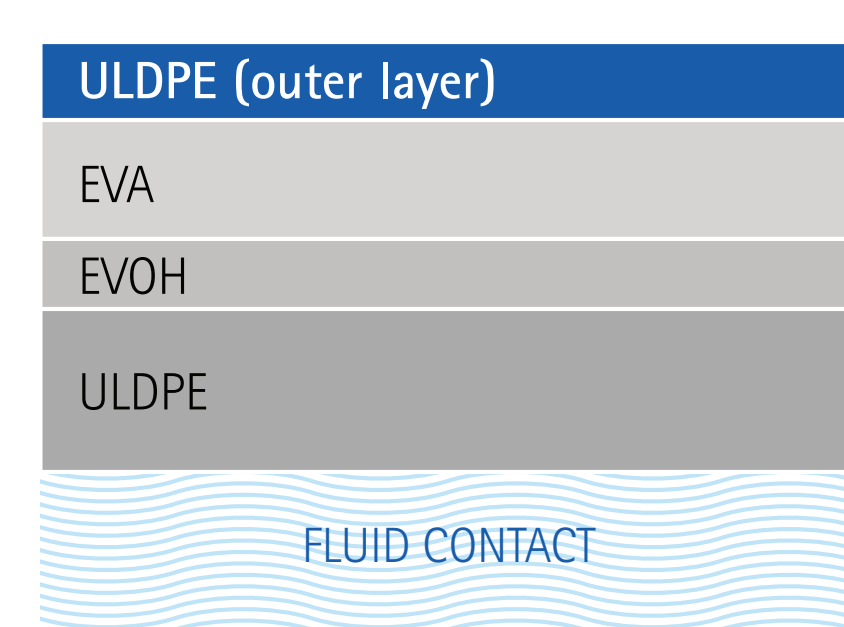 ULDPE (outer layer)
EVA
EVOH
ULDPE
FLUID CONTACT